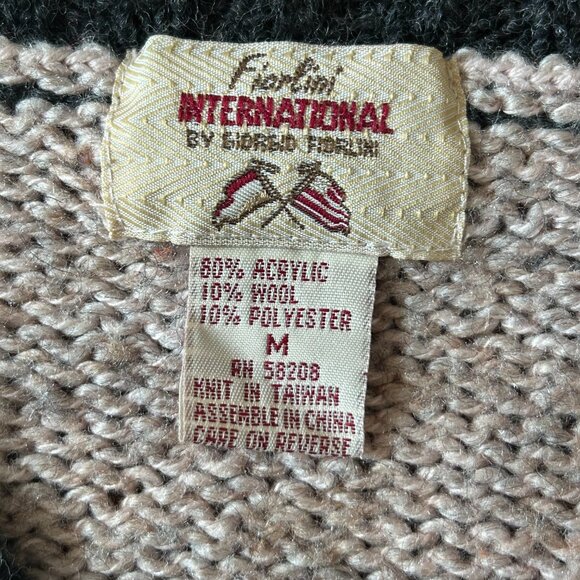 Fiorlini
INTERNATIONAL
BY GIORGIO FIORLINI
80% ACRYLIC
10% WOOL
10% POLYESTER
M
RN 58208
KNIT IN TAIWAN
ASSEMBLE IN CHINA
CARE ON REVERSE